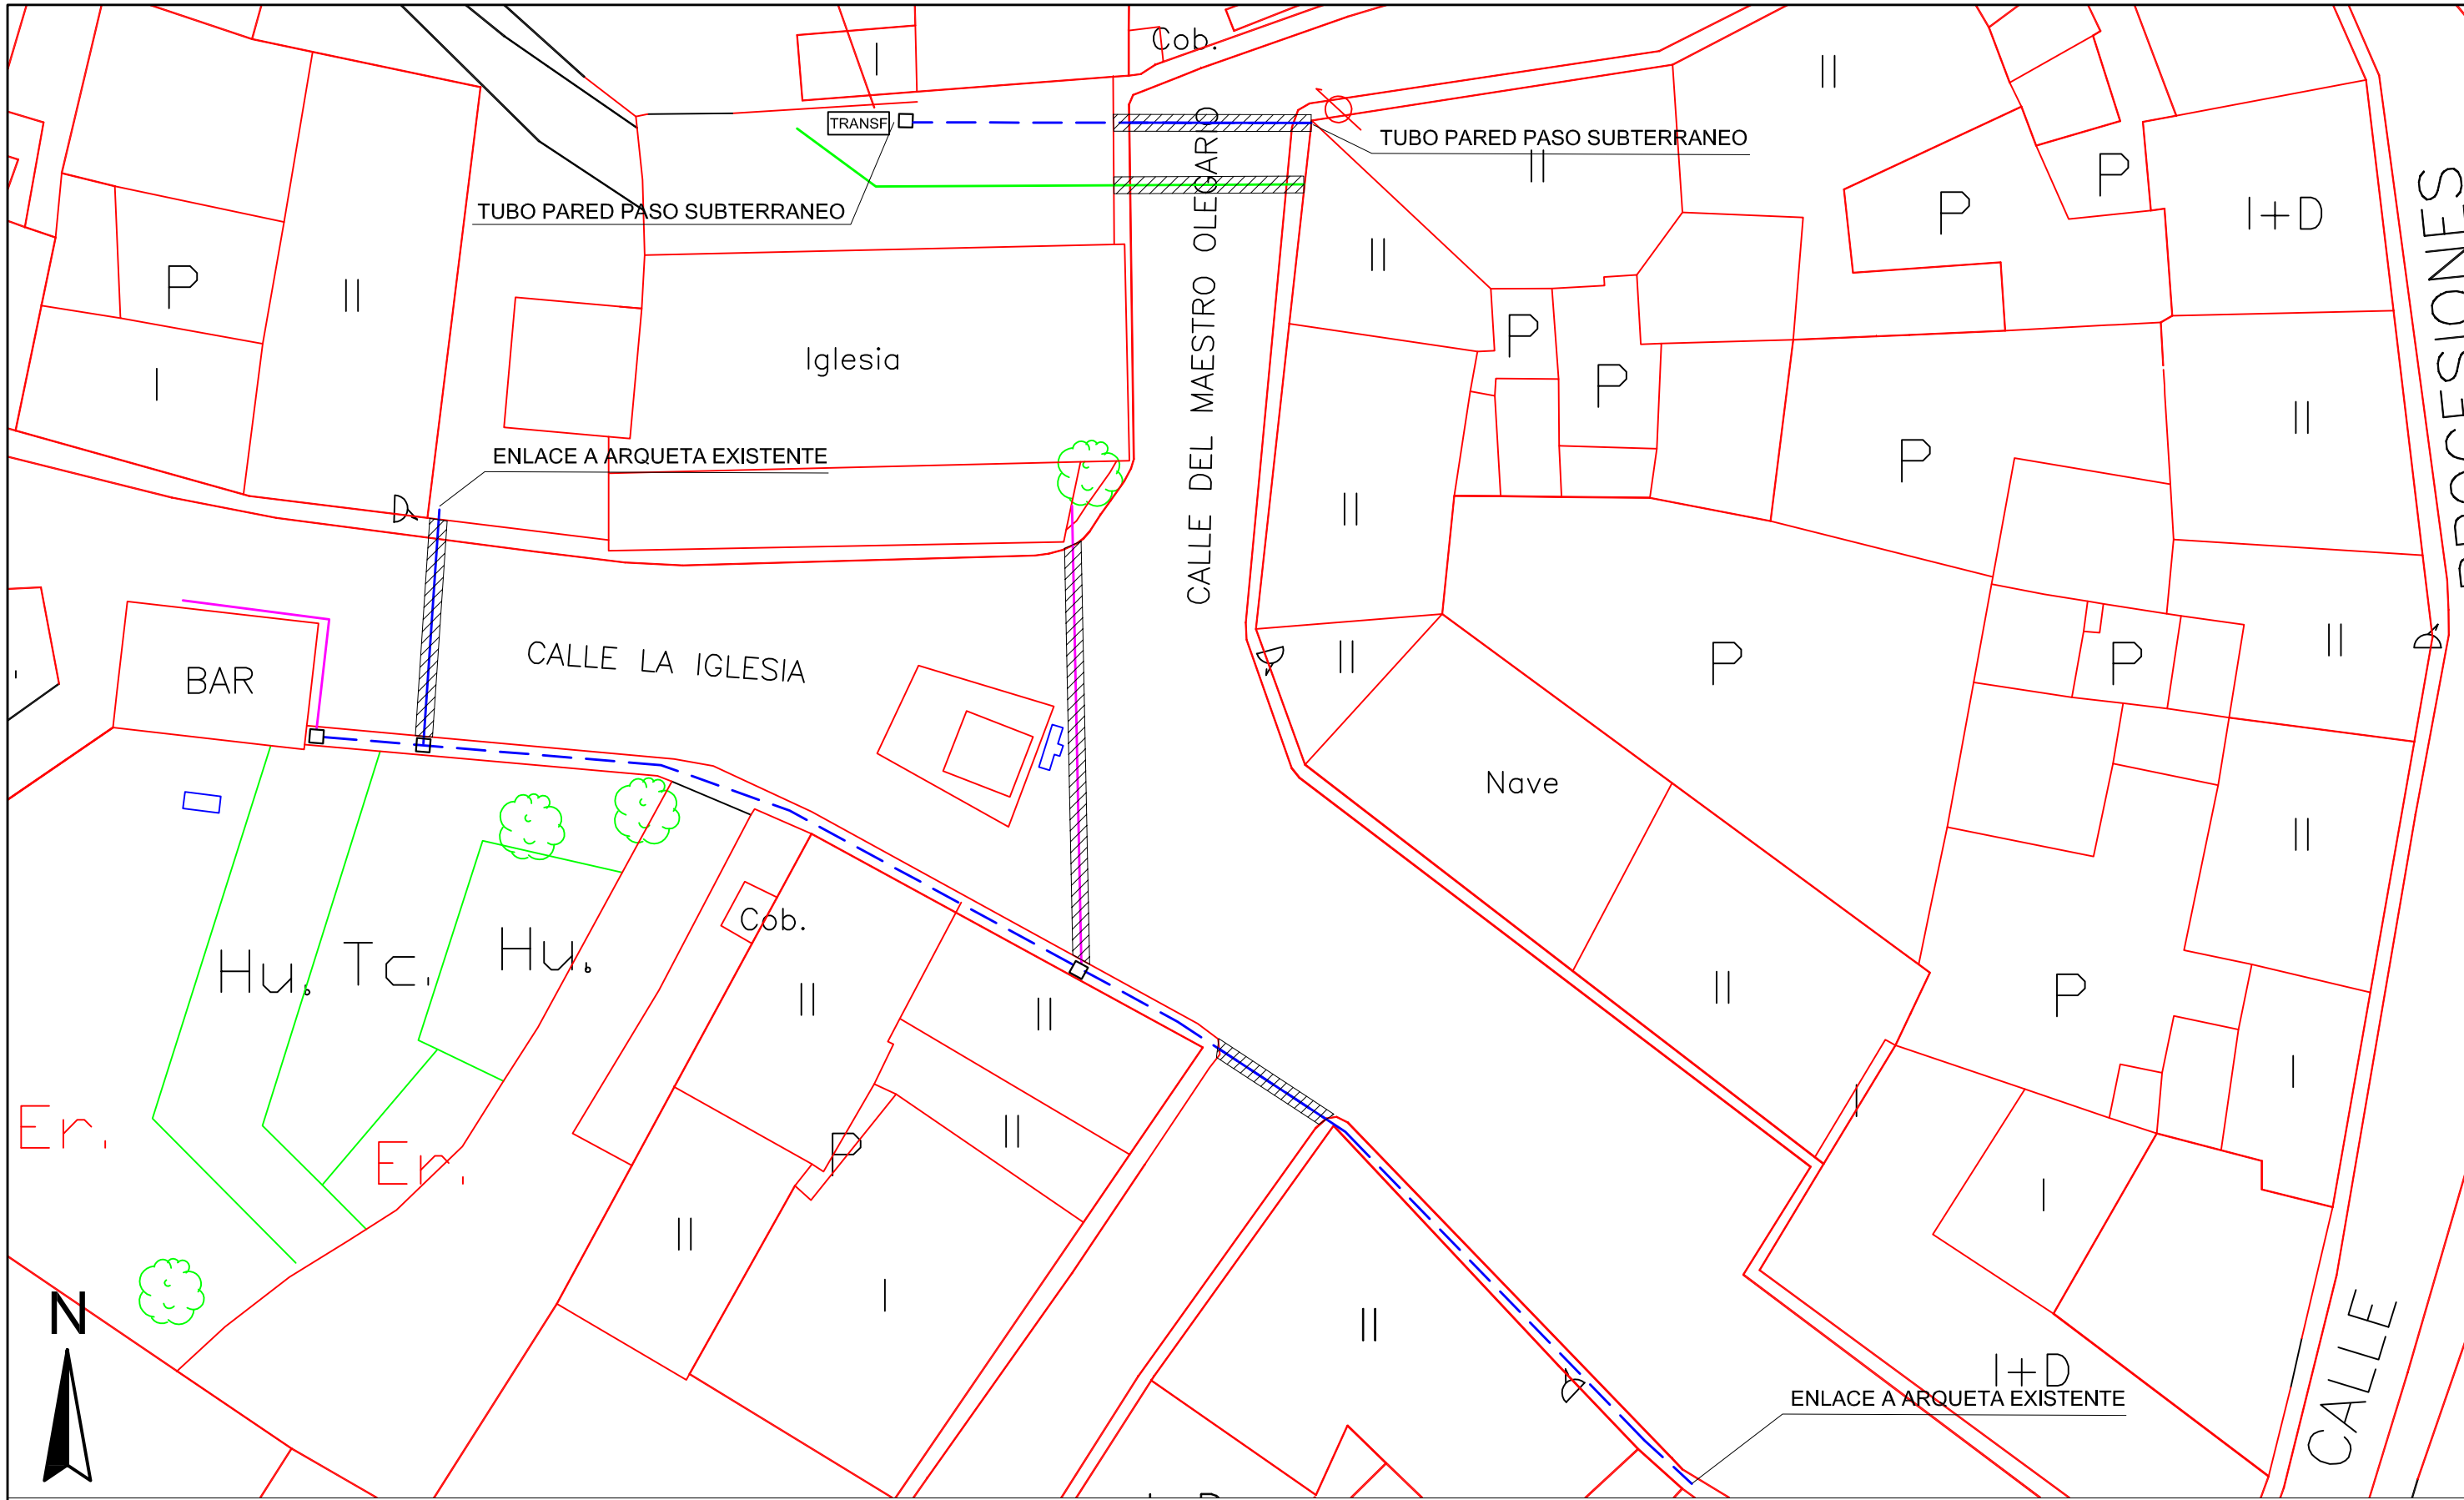 Cob.
I
II
TRANSF
TUBO PARED PASO SUBTERRANEO
II
P
P
I+D
TUBO PARED PASO SUBTERRANEO
II
P
II
P
Iglesia
CALLE DEL MAESTRO OLEGARIO
PROCESIONES
I
P
P
II
ENLACE A ARQUETA EXISTENTE
II
BAR
CALLE LA IGLESIA
II
P
P
II
Nave
II
Cob.
Hu.
Tc.
Hu.
II
II
II
P
Er.
Er.
P
II
I
I
II
I
I
II
N
I+D
ENLACE A ARQUETA EXISTENTE
CALLE